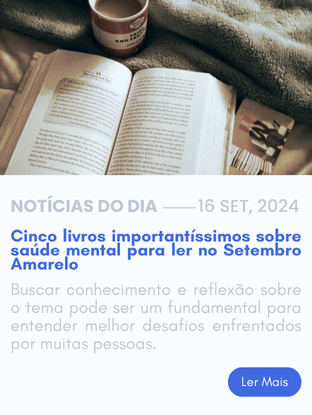 NOTÍCIAS DO DIA 16 SET, 2024
Cinco livros importantíssimos sobre
saúde mental para ler no Setembro
Amarelo
Buscar conhecimento e reflexão sobre
o tema pode ser um fundamental para
entender melhor desafios enfrentados
por muitas pessoas.
Ler Mais